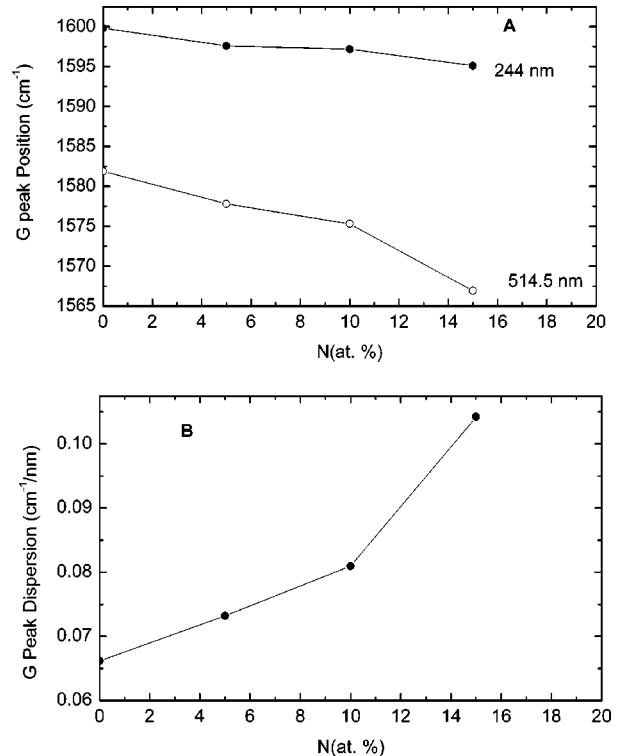 A
1600
1595
1590
1585
1580
1575
1570
1565
G peak Position (cm⁻¹)
244 nm
514.5 nm
0 2 4 6 8 10 12 14 16 18 20
N(at. %)
B
0.10
0.09
0.08
0.07
0.06
G Peak Dispersion (cm⁻¹/nm)
0 2 4 6 8 10 12 14 16 18 20
N(at. %)